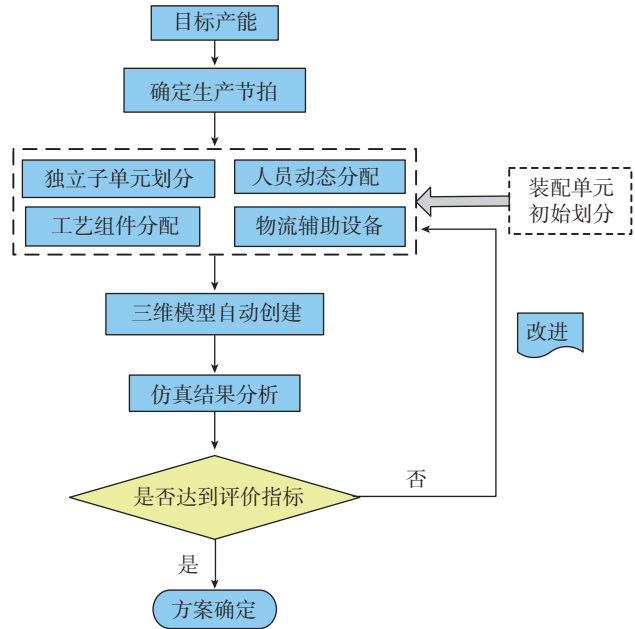 目标产能
确定生产节拍
独立子单元划分
人员动态分配
工艺组件分配
物流辅助设备
装配单元
初始划分
三维模型自动创建
改进
仿真结果分析
是否达到评价指标
否
是
方案确定